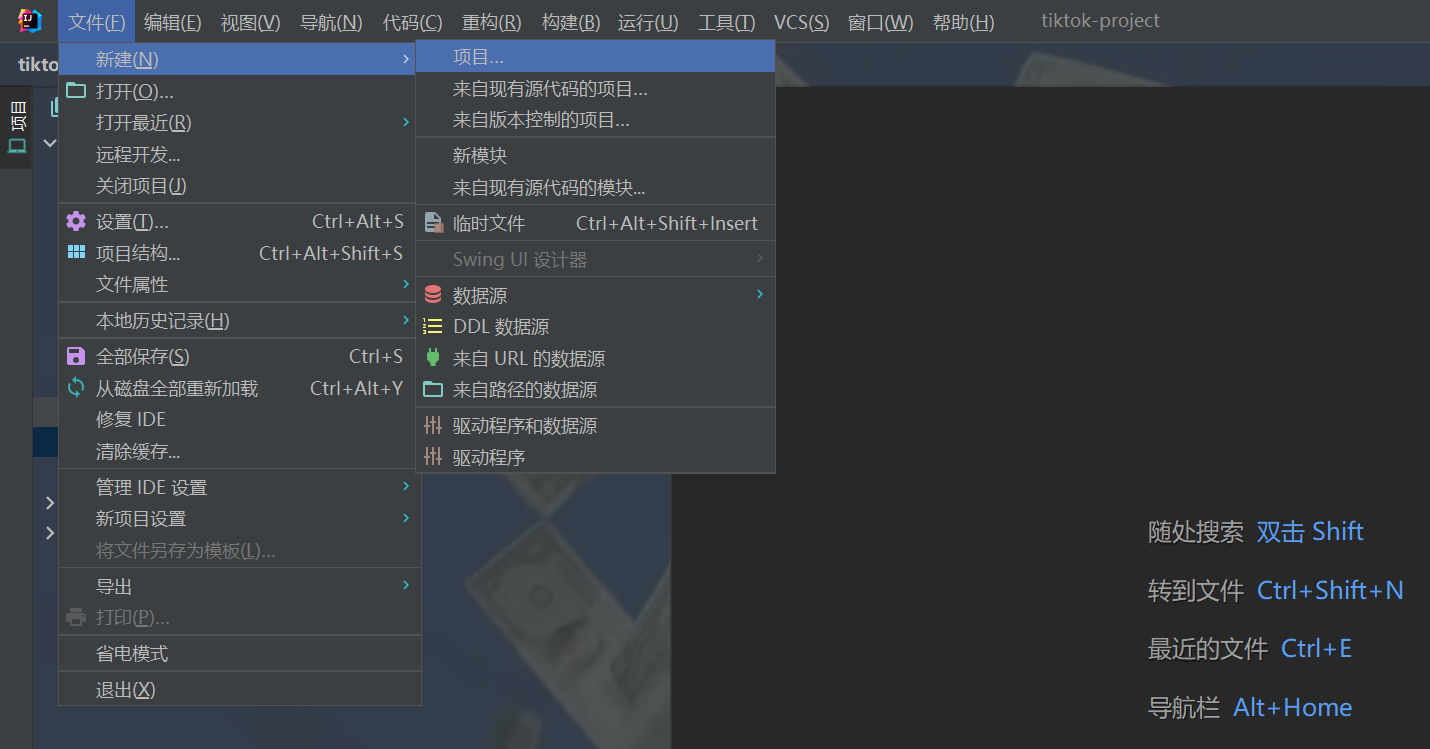 文件(F) 编辑(E) 视图(V) 导航(N) 代码(C) 重构(R) 构建(B) 运行(U) 工具(T) VCS(S) 窗口(W) 帮助(H) tiktok-project
tikto
项目
新建(N)
打开(O)...
打开最近(R)
远程开发...
关闭项目(J)
设置(T)... Ctrl+Alt+S
项目结构... Ctrl+Alt+Shift+S
文件属性
本地历史记录(H)
全部保存(S) Ctrl+S
从磁盘全部重新加载 Ctrl+Alt+Y
修复 IDE
清除缓存...
管理 IDE 设置
新项目设置
将文件另存为模板(L)...
导出
打印(P)...
省电模式
退出(X)
项目...
来自现有源代码的项目...
来自版本控制的项目...
新模块
来自现有源代码的模块...
临时文件 Ctrl+Alt+Shift+Insert
Swing UI 设计器
数据源
DDL 数据源
来自 URL 的数据源
来自路径的数据源
驱动程序和数据源
驱动程序
随处搜索 双击 Shift
转到文件 Ctrl+Shift+N
最近的文件 Ctrl+E
导航栏 Alt+Home